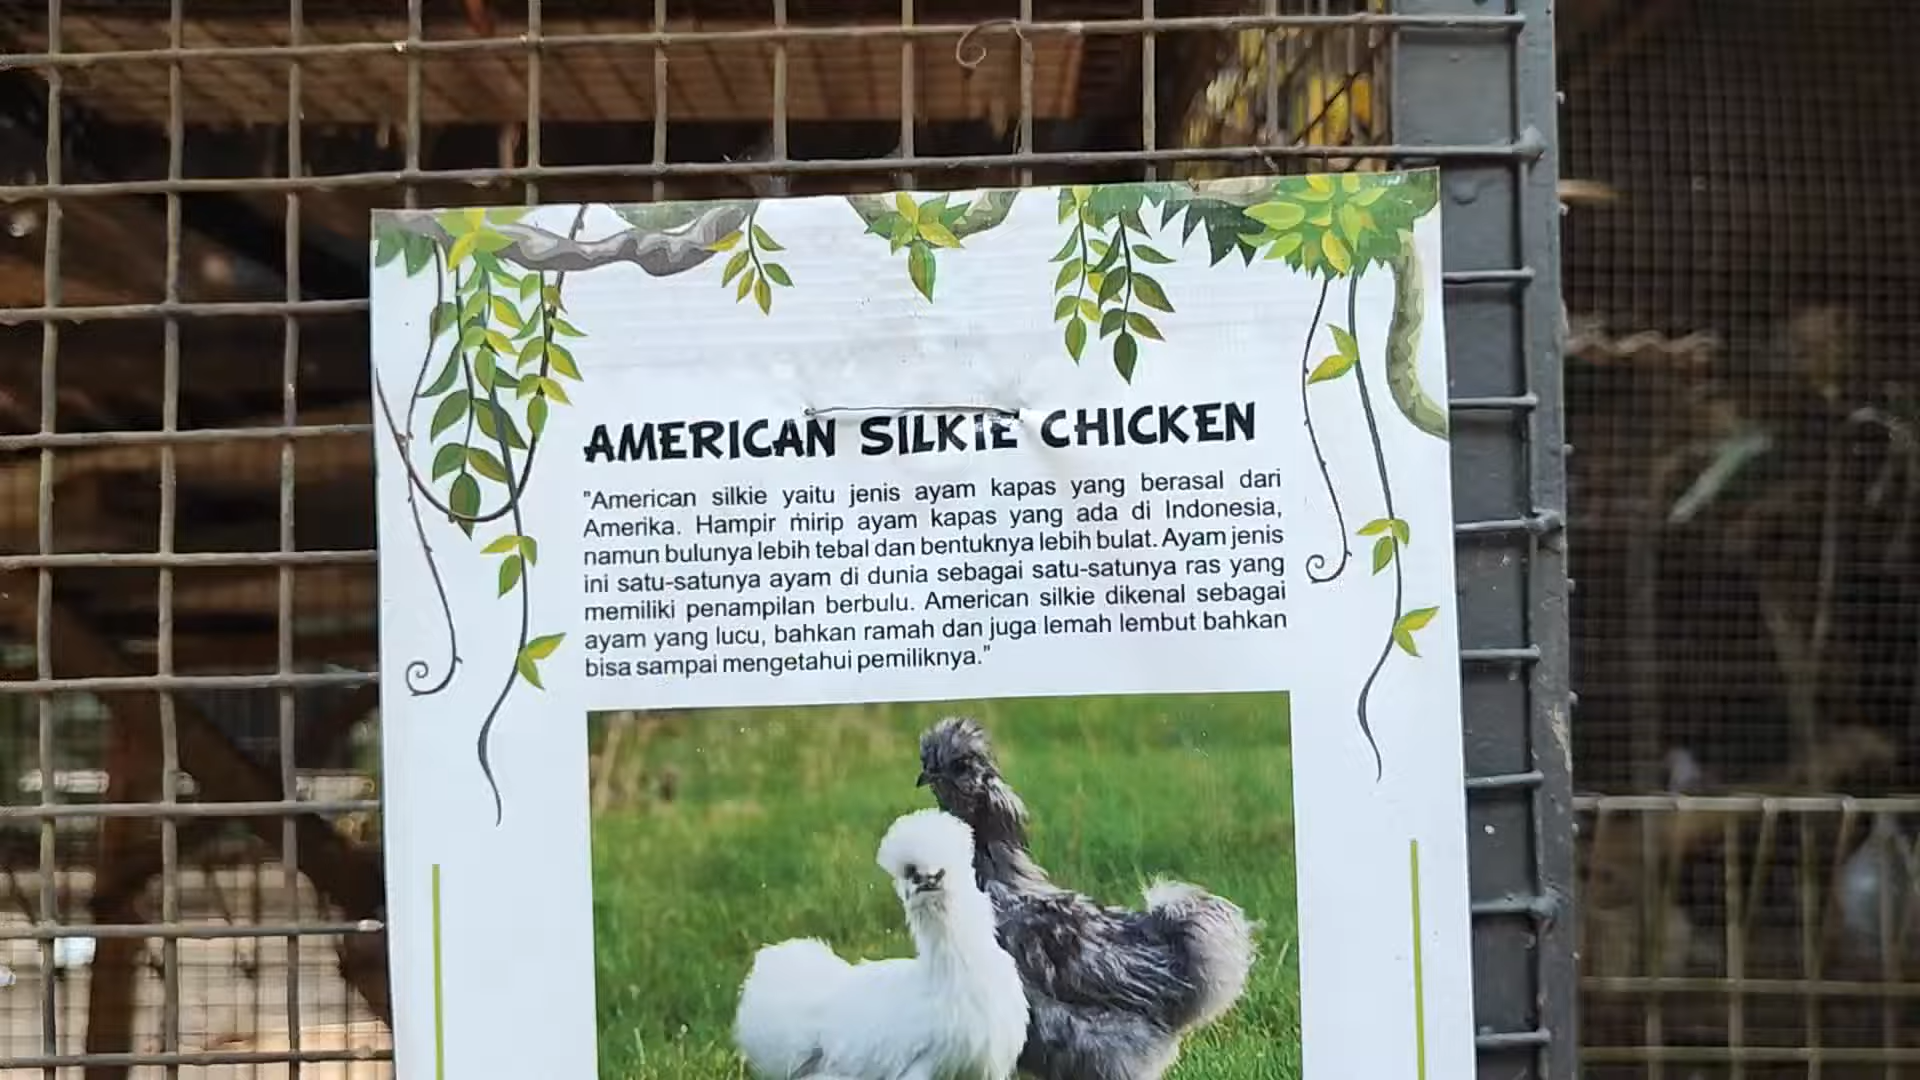 AMERICAN SILKIE CHICKEN
"American silkie yaitu jenis ayam kapas yang berasal dari
Amerika. Hampir mirip ayam kapas yang ada di Indonesia,
namun bulunya lebih tebal dan bentuknya lebih bulat. Ayam jenis
ini satu-satunya ayam di dunia sebagai satu-satunya ras yang
memiliki penampilan berbulu. American silkie dikenal sebagai
ayam yang lucu, bahkan ramah dan juga lemah lembut bahkan
bisa sampai mengetahui pemiliknya."